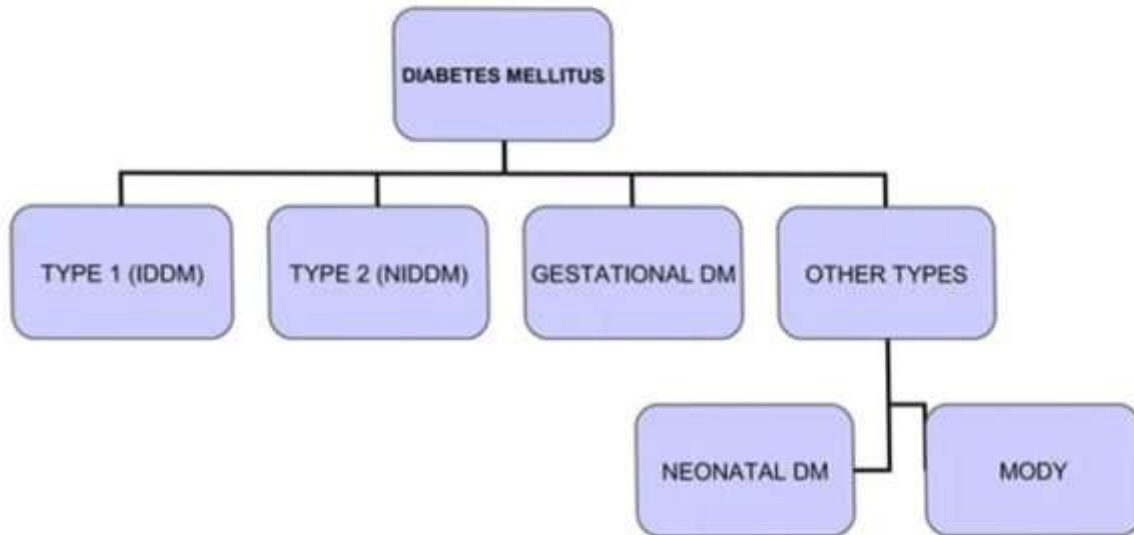 DIABETES MELLITUS
TYPE 1 (IDDM)
TYPE 2 (NIDDM)
GESTATIONAL DM
OTHER TYPES
NEONATAL DM
MODY